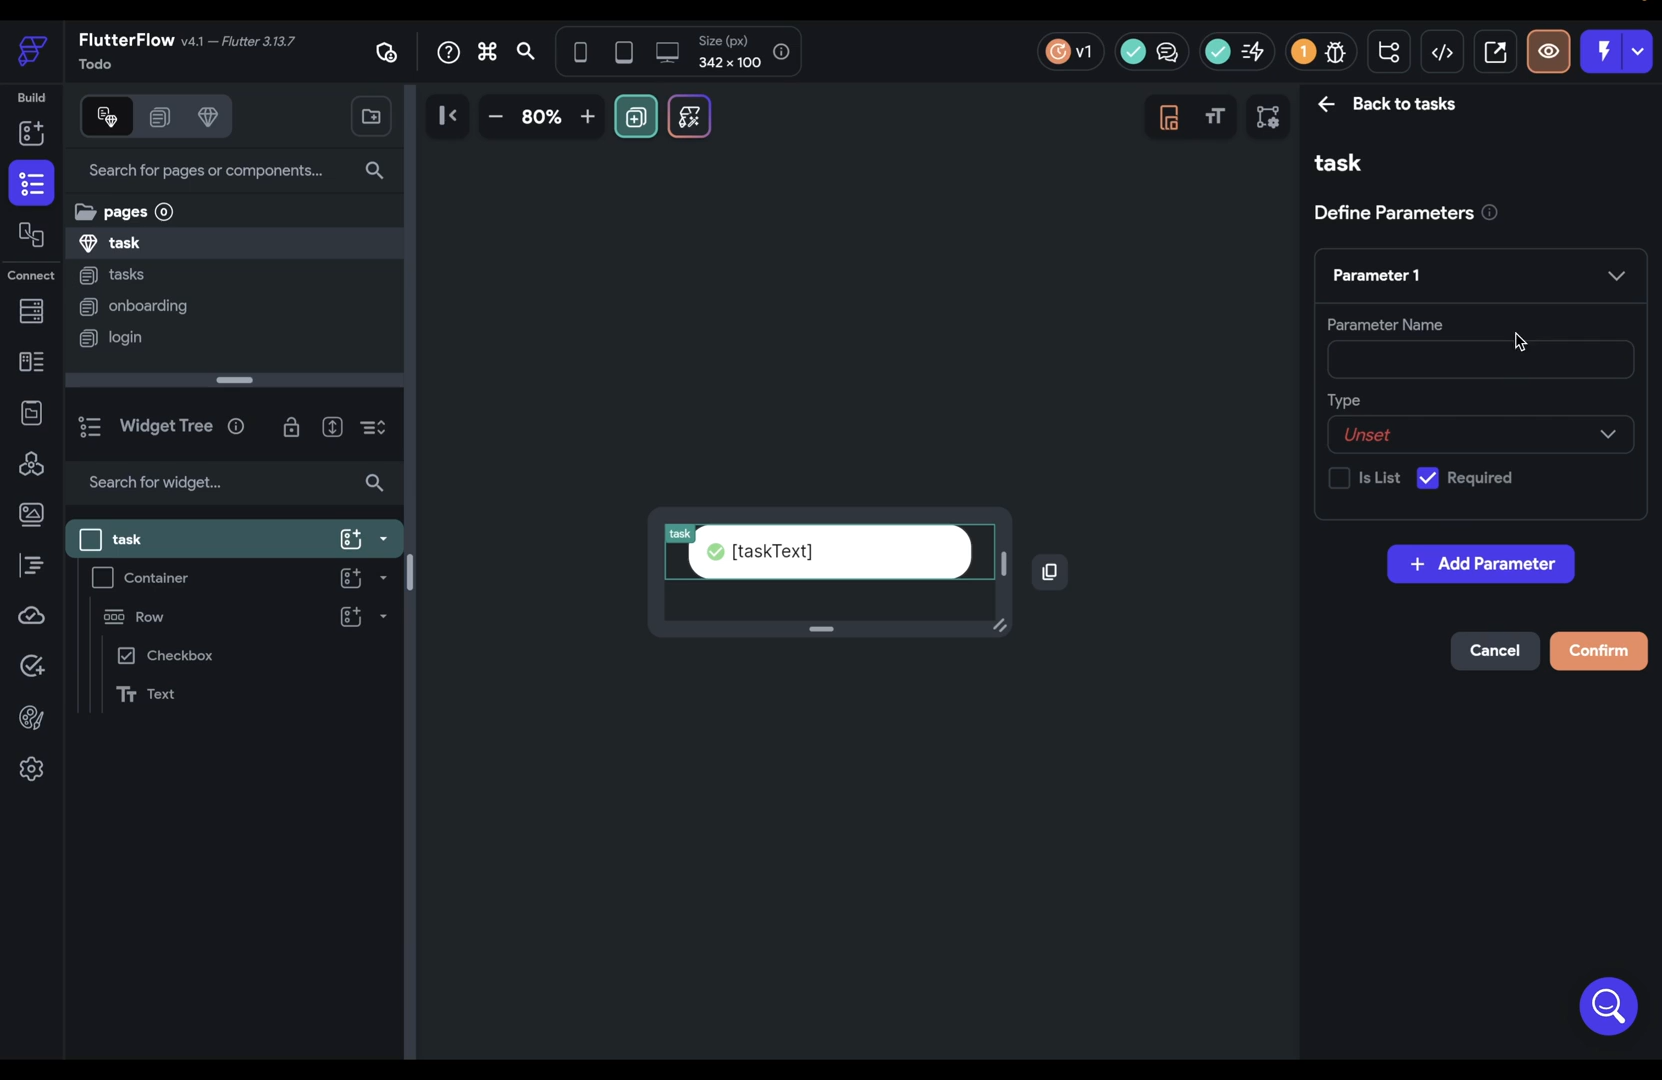 FlutterFlow v4.1 — Flutter 3.13.7
Todo
Size (px)
342 × 100
v1
1
Build
Connect
Search for pages or components...
pages 0
task
tasks
onboarding
login
Widget Tree
Search for widget...
task
Container
Row
Checkbox
Tt Text
80%
task
[taskText]
Back to tasks
task
Define Parameters
Parameter 1
Parameter Name
Type
Unset
Is List
Required
+ Add Parameter
Cancel
Confirm